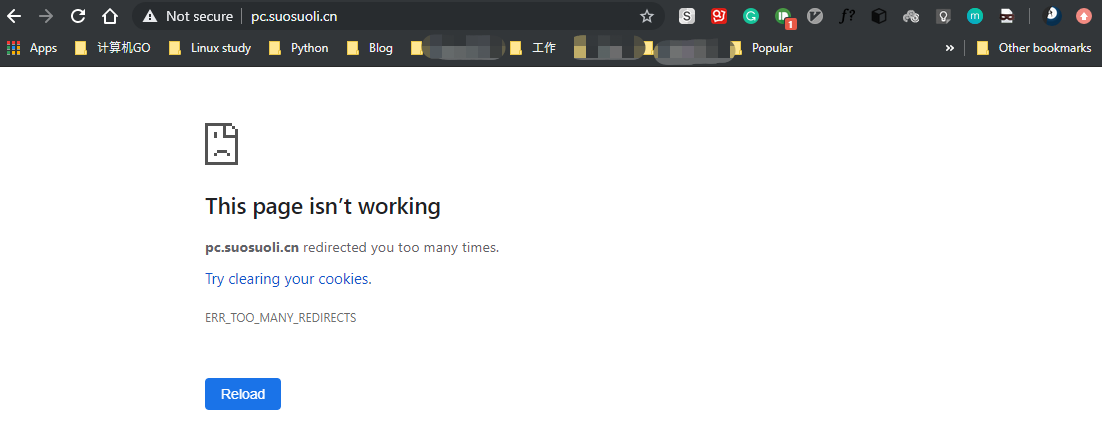 Not secure pc.suosuoli.cn S 97 G 1 V f? m
Apps 计算机GO Linux study Python Blog 工作 Popular » Other bookmarks
This page isn’t working
pc.suosuoli.cn redirected you too many times.
Try clearing your cookies.
ERR_TOO_MANY_REDIRECTS
Reload